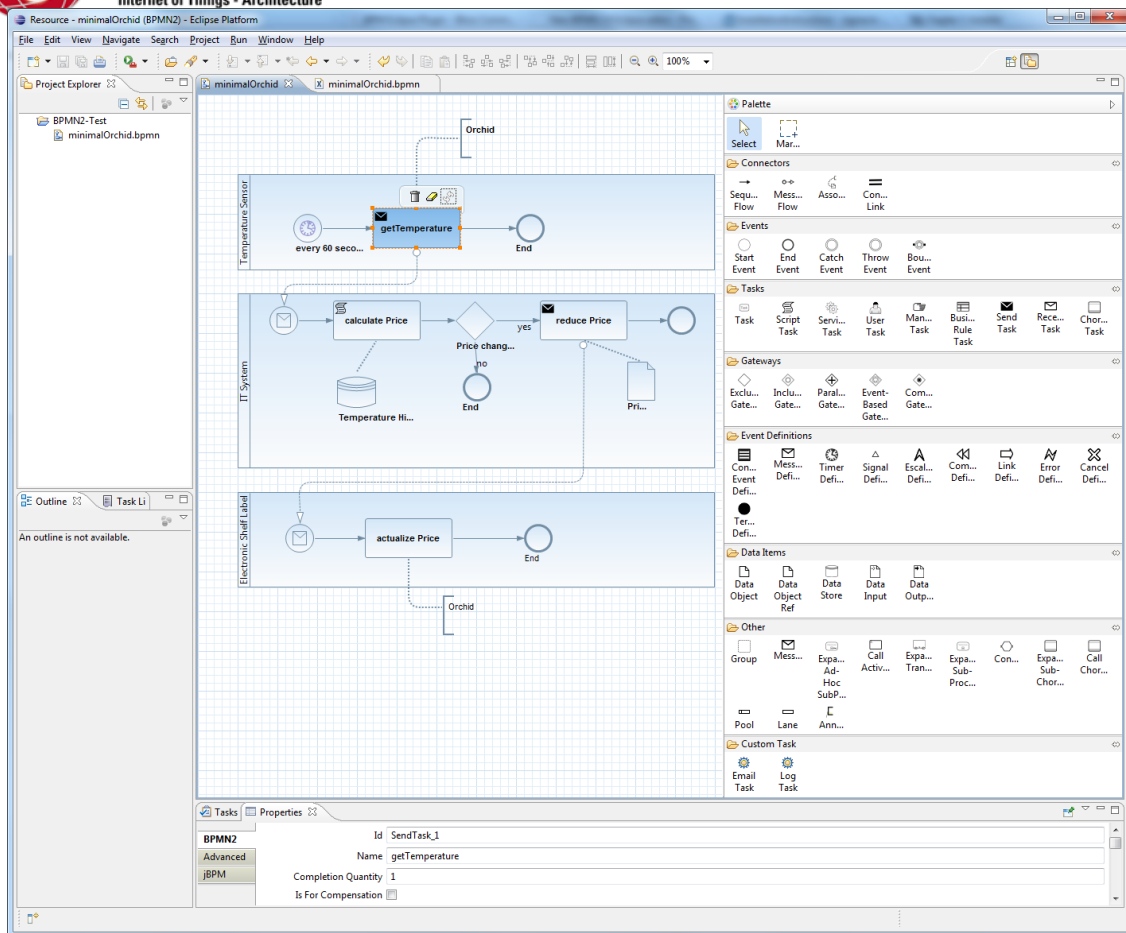 Internet of Things - Architecture
Resource - minimalOrchid (BPMN2) - Eclipse Platform
File Edit View Navigate Search Project Run Window Help
100%
Project Explorer
minimalOrchid
minimalOrchid.bpmn
BPMN2-Test
minimalOrchid.bpmn
Orchid
Temperature Sensor
getTemperature
every 60 seco...
End
IT System
calculate Price
yes
reduce Price
Price chang...
no
End
Temperature Hi...
Pri...
Electronic Shelf Label
actualize Price
End
Orchid
Palette
Select
Mar...
Connectors
Sequ... Flow
Mess... Flow
Asso...
Con... Link
Events
Start Event
End Event
Catch Event
Throw Event
Bou... Event
Tasks
Task
Script Task
Servi... Task
User Task
Man... Task
Busi... Rule Task
Send Task
Rece... Task
Chor... Task
Gateways
Exclu... Gate...
Inclu... Gate...
Paral... Gate...
Event-Based Gate...
Com... Gate...
Event Definitions
Con... Event Defi...
Mess... Defi...
Timer Defi...
Signal Defi...
Escal... Defi...
Com... Defi...
Link Defi...
Error Defi...
Cancel Defi...
Ter... Defi...
Data Items
Data Object
Data Object Ref
Data Store
Data Input
Data Outp...
Other
Group
Mess...
Expa... Ad-Hoc SubP...
Call Activ...
Expa... Tran...
Expa... Sub-Proc...
Con...
Expa... Sub-Chor...
Call Chor...
Pool
Lane
Ann...
Custom Task
Email Task
Log Task
Outline
Task Li
An outline is not available.
Tasks
Properties
BPMN2
Advanced
jBPM
Id SendTask_1
Name getTemperature
Completion Quantity 1
Is For Compensation